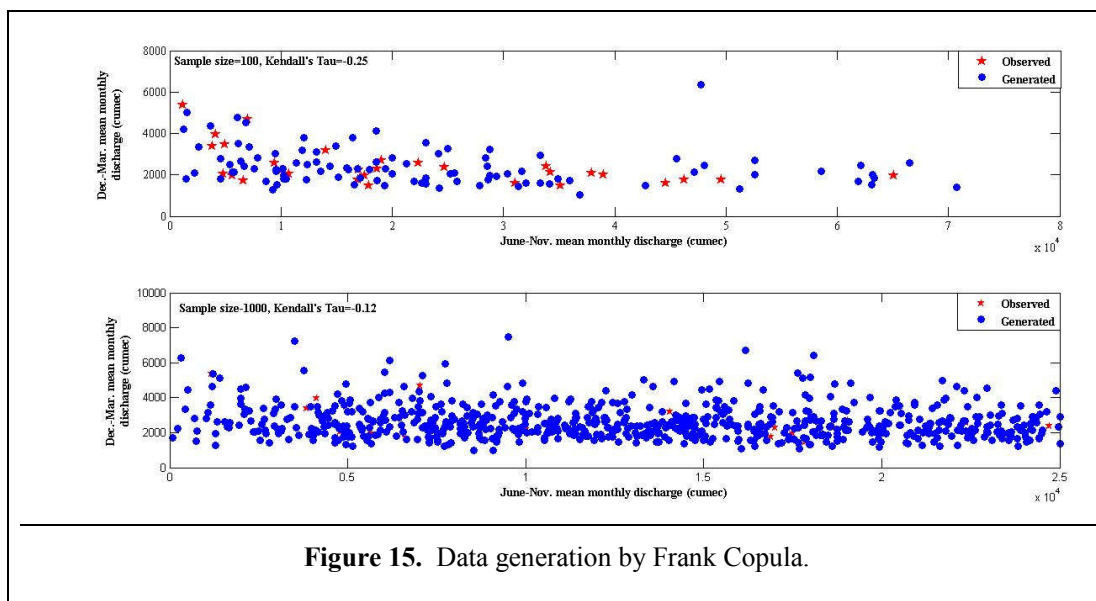 8000
6000
4000
2000
0
Dec.-Mar. mean monthly
discharge (cumec)
Sample size=100, Kendall's Tau=-0.25
Observed
Generated
0 1 2 3 4 5 6 7 8
x 10^4
June-Nov. mean monthly discharge (cumec)
10000
8000
6000
4000
2000
0
Dec.-Mar. mean monthly
discharge (cumec)
Sample size-1000, Kendall's Tau=-0.12
Observed
Generated
0 0.5 1 1.5 2 2.5
x 10^4
June-Nov. mean monthly discharge (cumec)
Figure 15. Data generation by Frank Copula.